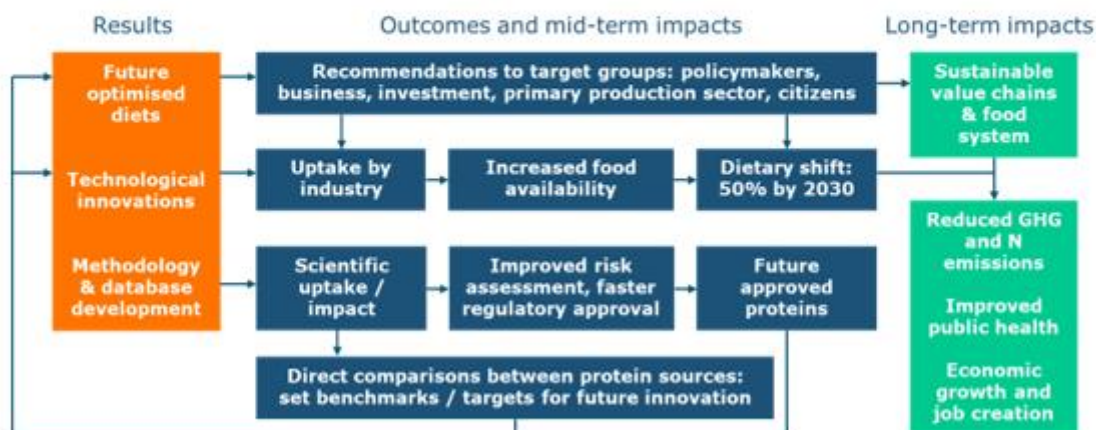 Results
Outcomes and mid-term impacts
Long-term impacts
Future
optimised
diets
Technological
innovations
Methodology
& database
development
Recommendations to target groups: policymakers,
business, investment, primary production sector, citizens
Uptake by
industry
Increased food
availability
Dietary shift:
50% by 2030
Scientific
uptake /
impact
Improved risk
assessment, faster
regulatory approval
Future
approved
proteins
Direct comparisons between protein sources:
set benchmarks / targets for future innovation
Sustainable
value chains
& food
system
Reduced GHG
and N
emissions
Improved
public health
Economic
growth and
job creation